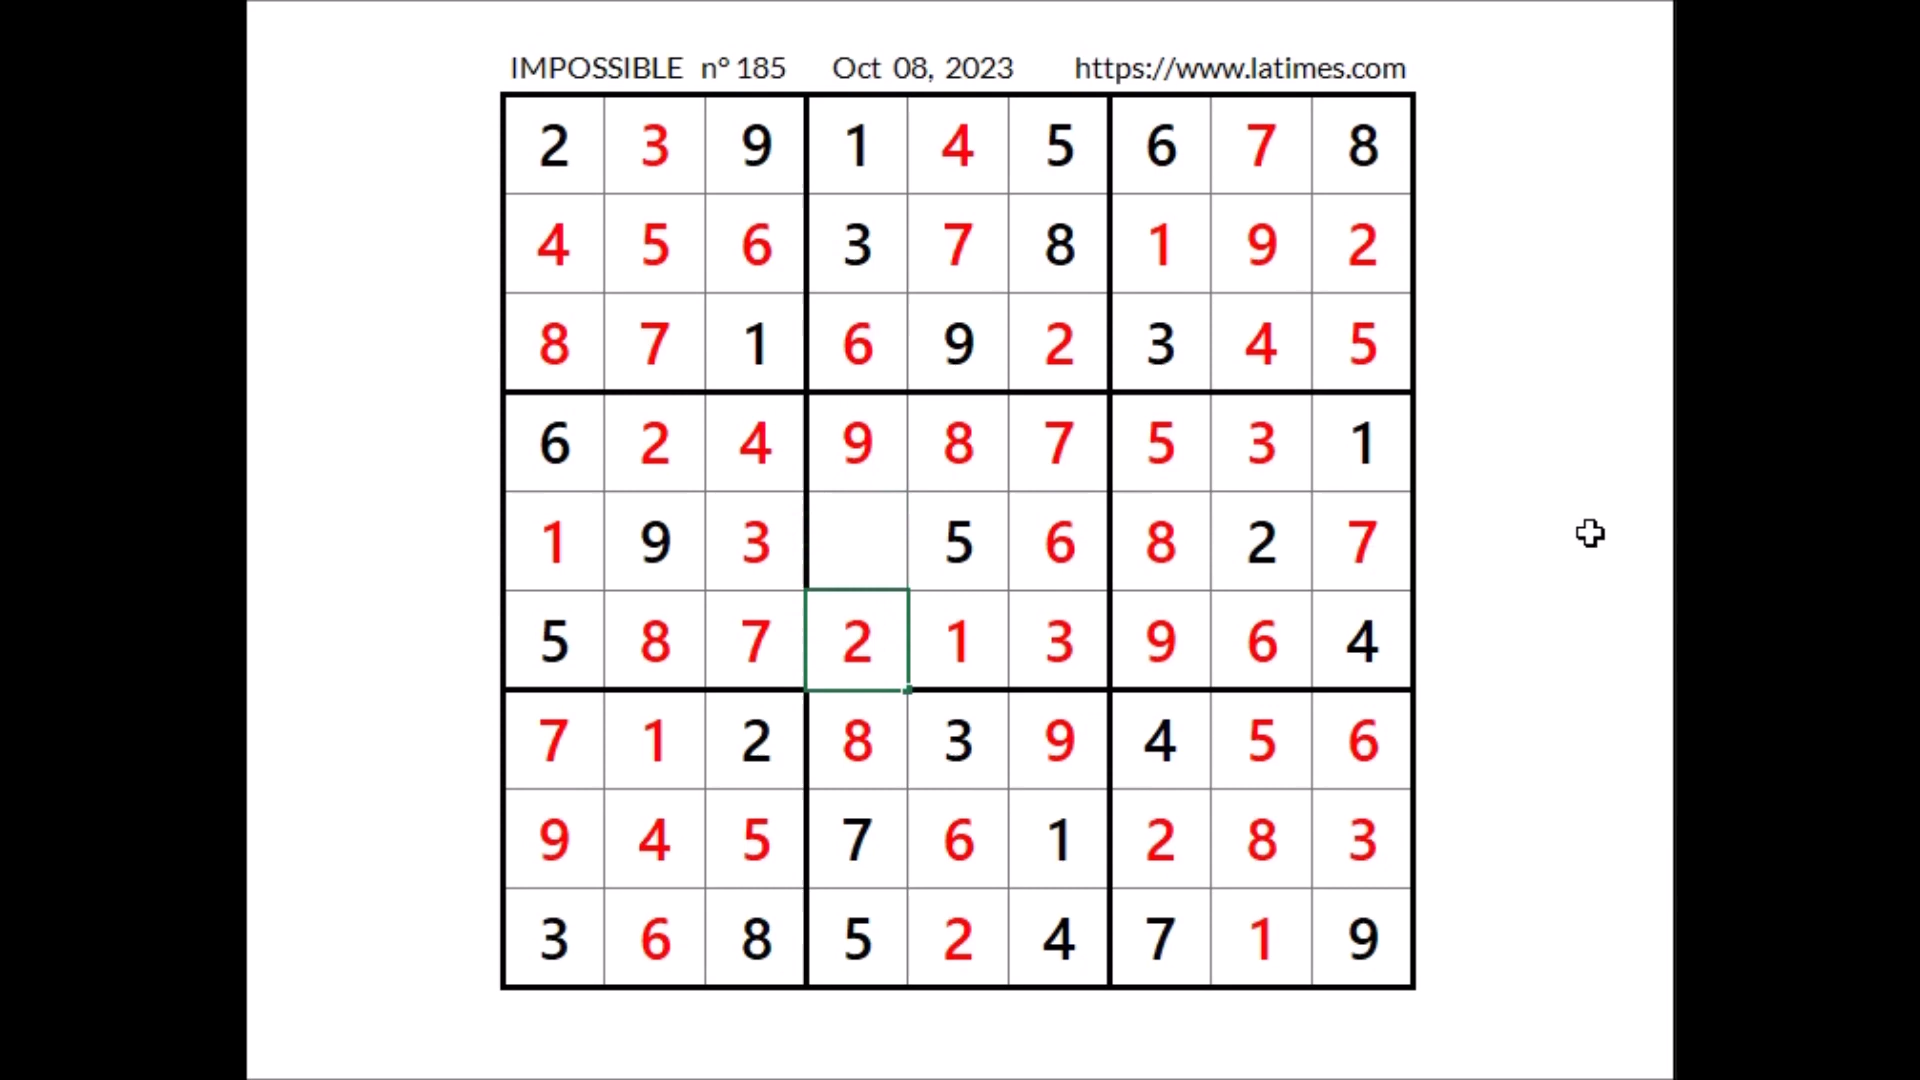 IMPOSSIBLE n° 185 Oct 08, 2023 https://www.latimes.com
2 3 9 1 4 5 6 7 8
4 5 6 3 7 8 1 9 2
8 7 1 6 9 2 3 4 5
6 2 4 9 8 7 5 3 1
1 9 3 5 6 8 2 7
5 8 7 2 1 3 9 6 4
7 1 2 8 3 9 4 5 6
9 4 5 7 6 1 2 8 3
3 6 8 5 2 4 7 1 9